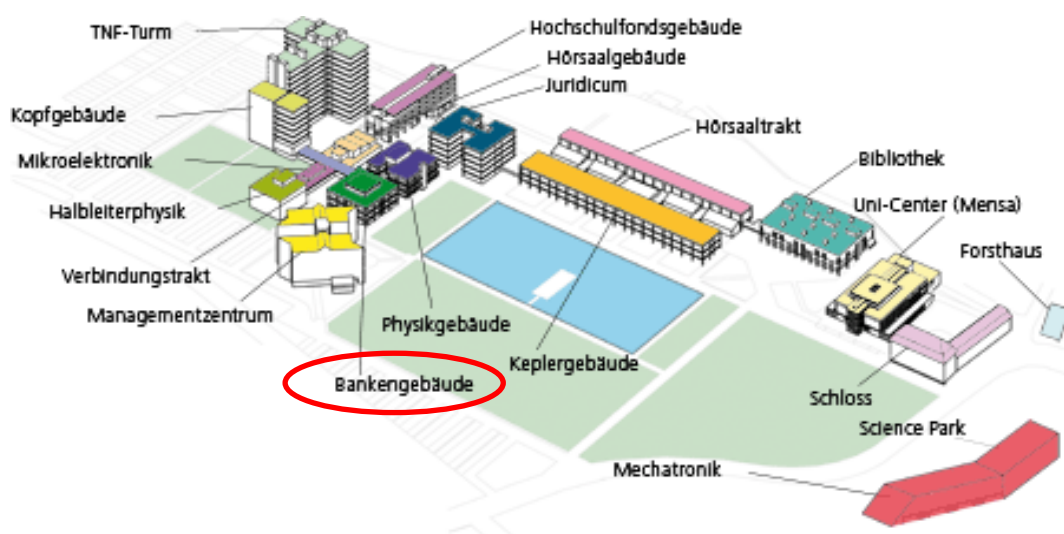 TNF-Turm
Hochschulfondsgebäude
Hörsaalgebäude
Juridicum
Kopfgebäude
Hörsaaltrakt
Mikroelektronik
Bibliothek
Halbleiterphysik
Uni-Center (Mensa)
Forsthaus
Verbindungstrakt
Managementzentrum
Physikgebäude
Keplergebäude
Bankengebäude
Schloss
Science Park
Mechatronik